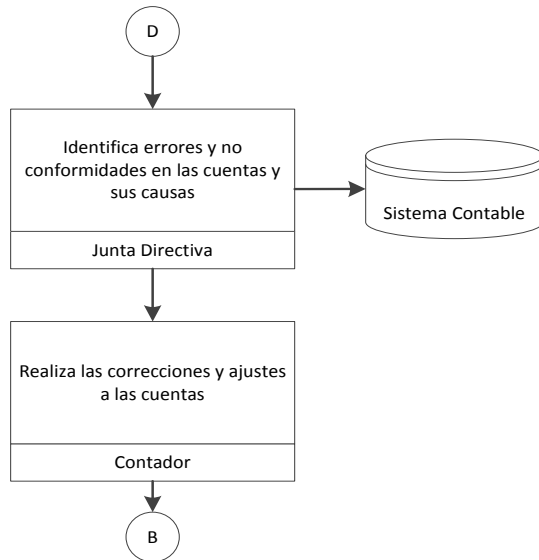 D
Identifica errores y no
conformidades en las cuentas y
sus causas
Junta Directiva
Sistema Contable
Realiza las correcciones y ajustes
a las cuentas
Contador
B